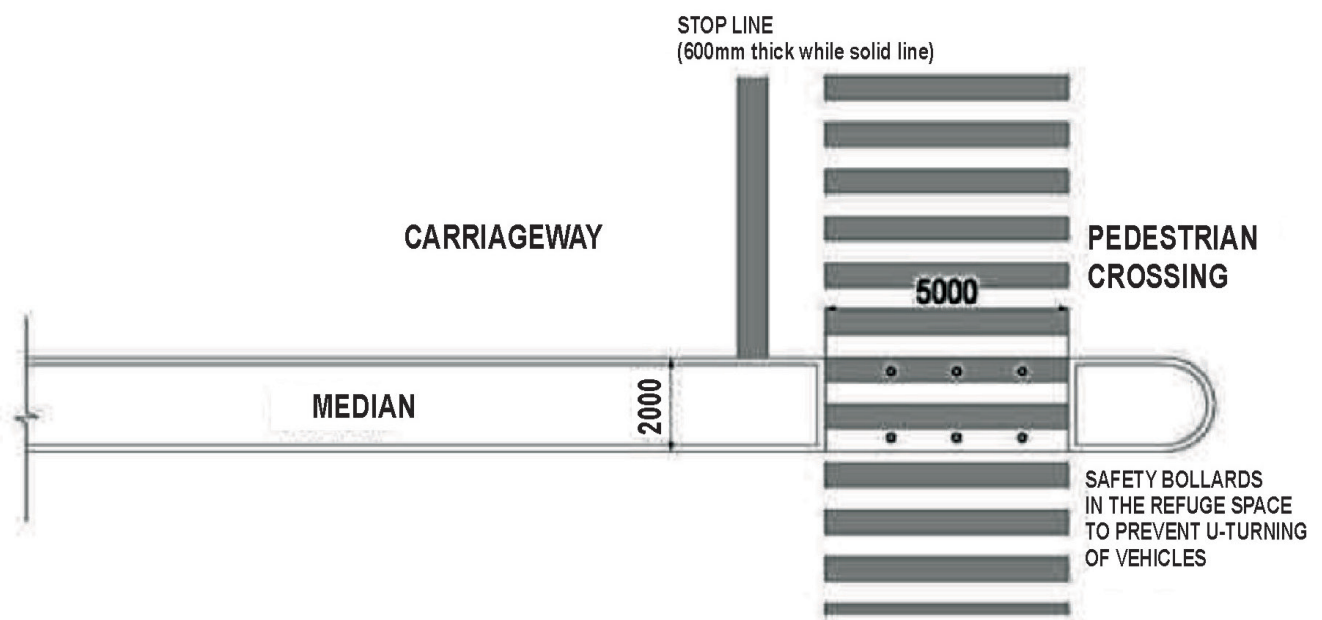 STOP LINE
(600mm thick while solid line)
CARRIAGEWAY
PEDESTRIAN
CROSSING
5000
2000
MEDIAN
SAFETY BOLLARDS
IN THE REFUGE SPACE
TO PREVENT U-TURNING
OF VEHICLES